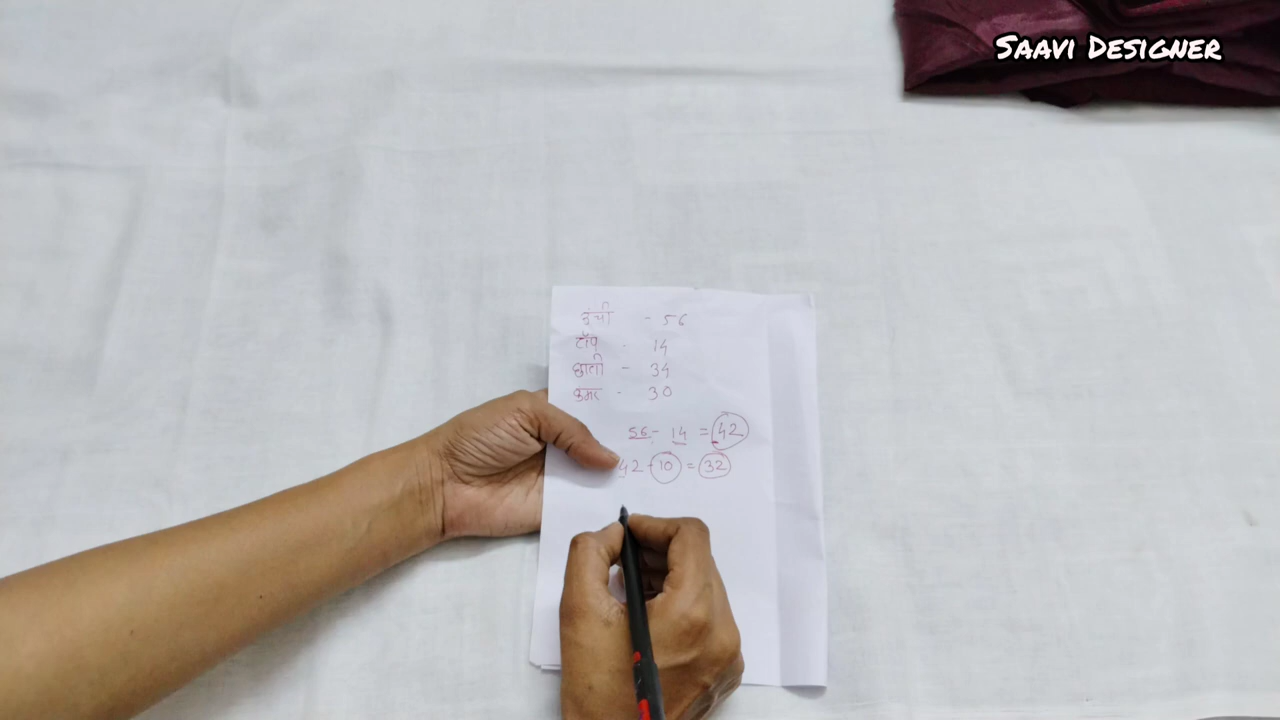 SAAVI DESIGNER
उंची - 56
टॉप - 14
छाती - 34
कमर - 30
56 - 14 = 42
42 - 10 = 32